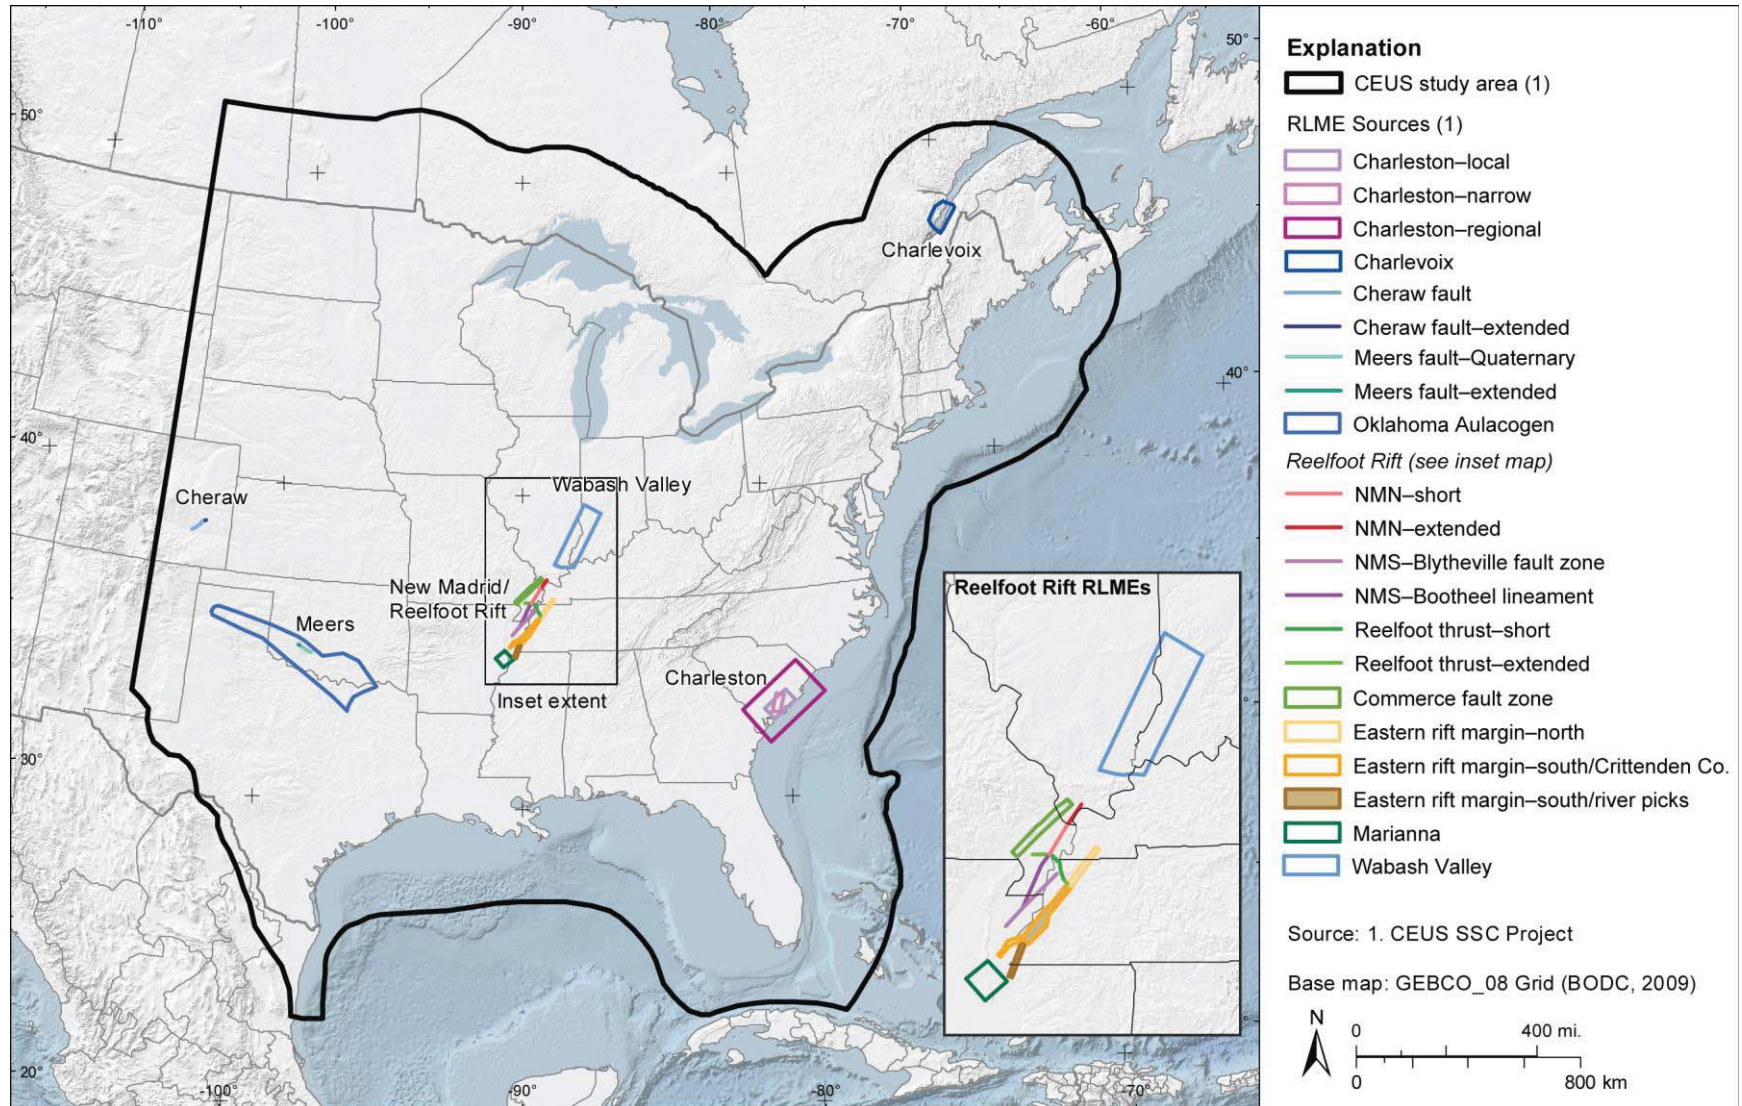 -110°
-100°
-90°
-80°
-70°
-60°
50°
50°
40°
40°
30°
20°
-100°
-90°
-80°
-70°
Charlevoix
Cheraw
Wabash Valley
New Madrid/
Reelfoot Rift
Meers
Charleston
Inset extent
Reelfoot Rift RLMEs
Explanation
CEUS study area (1)
RLME Sources (1)
Charleston–local
Charleston–narrow
Charleston–regional
Charlevoix
Cheraw fault
Cheraw fault–extended
Meers fault–Quaternary
Meers fault–extended
Oklahoma Aulacogen
Reelfoot Rift (see inset map)
NMN–short
NMN–extended
NMS–Blytheville fault zone
NMS–Bootheel lineament
Reelfoot thrust–short
Reelfoot thrust–extended
Commerce fault zone
Eastern rift margin–north
Eastern rift margin–south/Crittenden Co.
Eastern rift margin–south/river picks
Marianna
Wabash Valley
Source: 1. CEUS SSC Project
Base map: GEBCO_08 Grid (BODC, 2009)
N
0 400 mi.
0 800 km